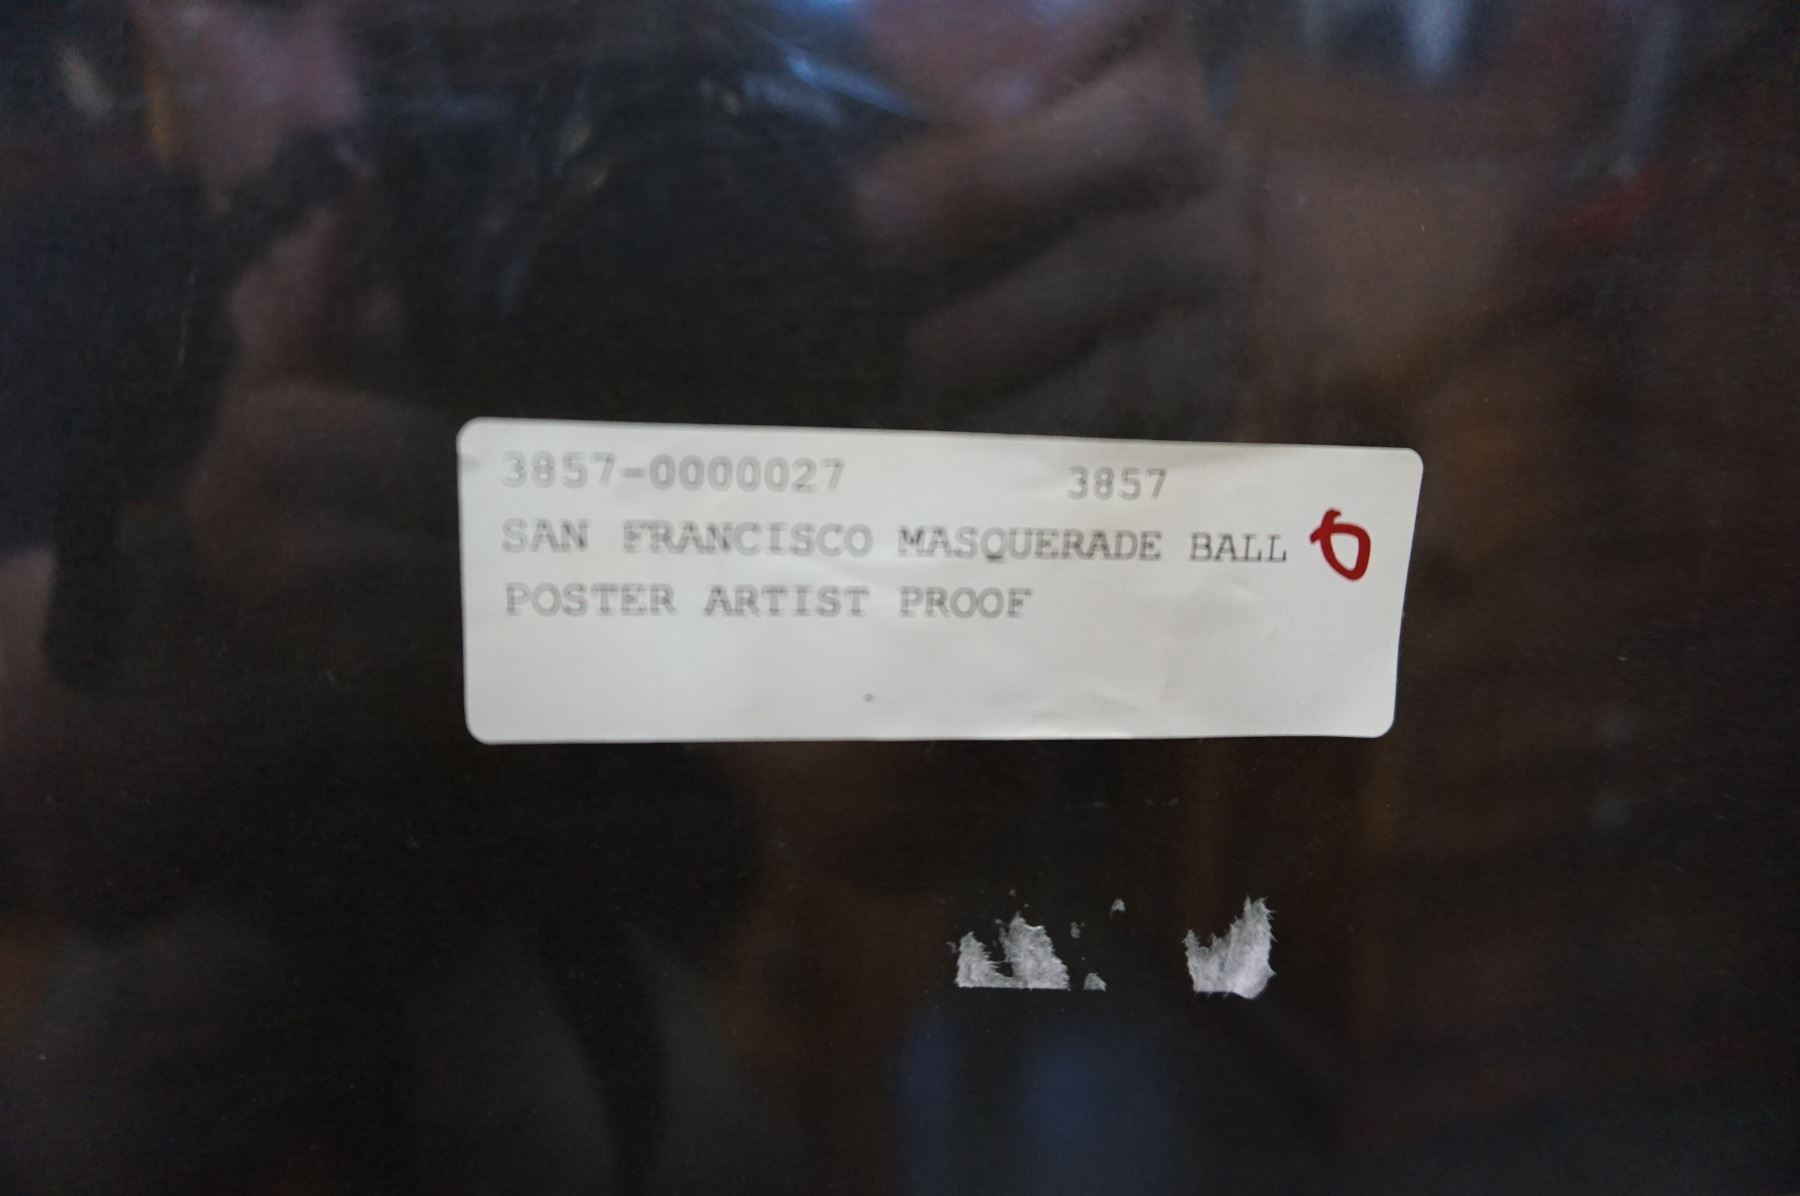 3857-0000027 3857
SAN FRANCISCO MASQUERADE BALL
POSTER ARTIST PROOF